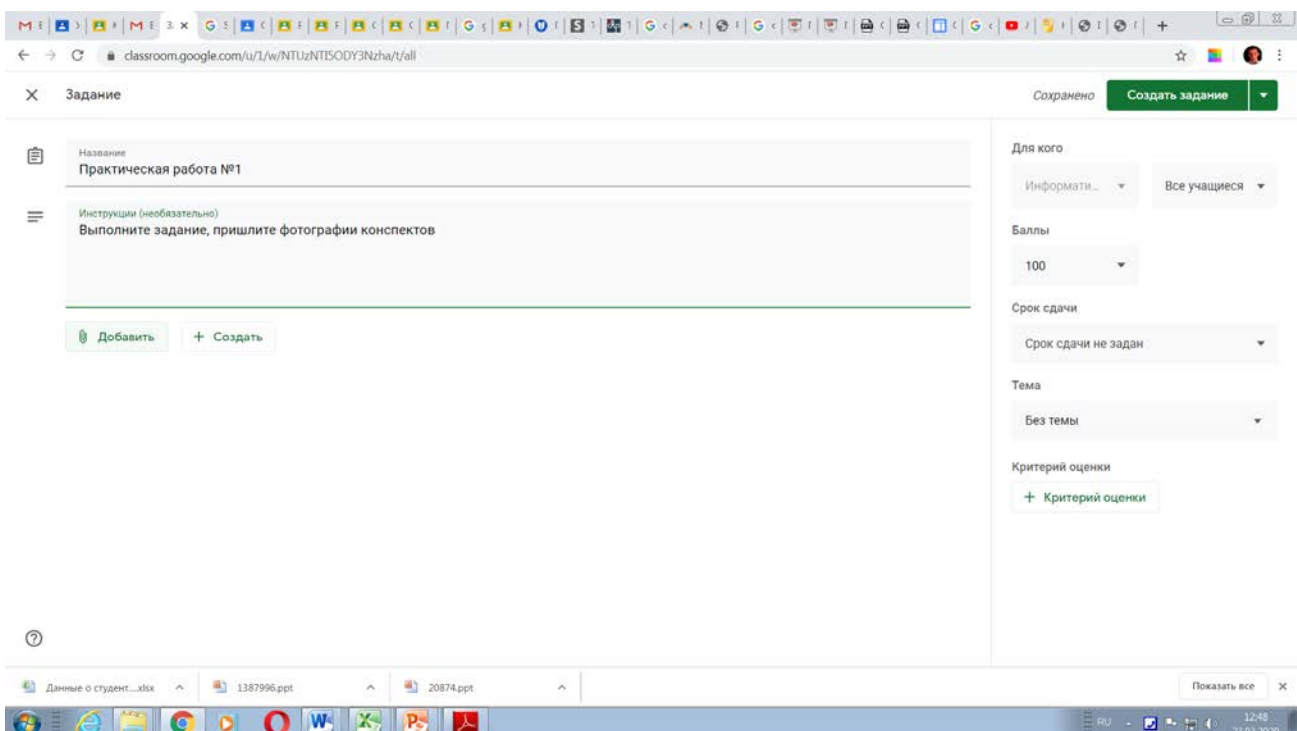 classroom.google.com/u/1/w/NTUzNTI5ODY3Nzha/t/all
Задание
Сохранено
Создать задание
Название
Практическая работа №1
Инструкции (необязательно)
Выполните задание, пришлите фотографии конспектов
Добавить
+ Создать
Для кого
Информати...
Все учащиеся
Баллы
100
Срок сдачи
Срок сдачи не задан
Тема
Без темы
Критерий оценки
+ Критерий оценки
Данные о студент....xlsx
1387996.ppt
20874.ppt
Показать все
RU
12:48